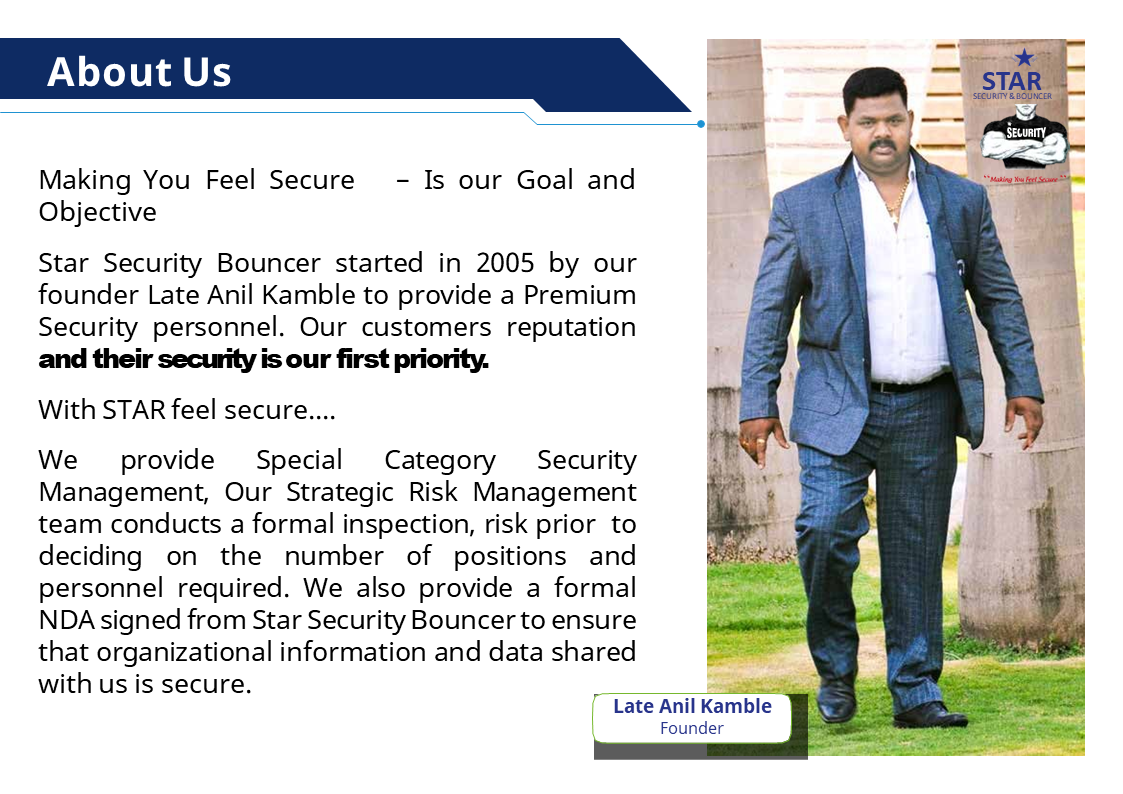 About Us
Making You Feel Secure – Is our Goal and
Objective
Star Security Bouncer started in 2005 by our
founder Late Anil Kamble to provide a Premium
Security personnel. Our customers reputation
and their security is our first priority.
With STAR feel secure....
We provide Special Category Security
Management, Our Strategic Risk Management
team conducts a formal inspection, risk prior to
deciding on the number of positions and
personnel required. We also provide a formal
NDA signed from Star Security Bouncer to ensure
that organizational information and data shared
with us is secure.
STAR
SECURITY & BOUNCER
SECURITY
"Making You Feel Secure"
Late Anil Kamble
Founder